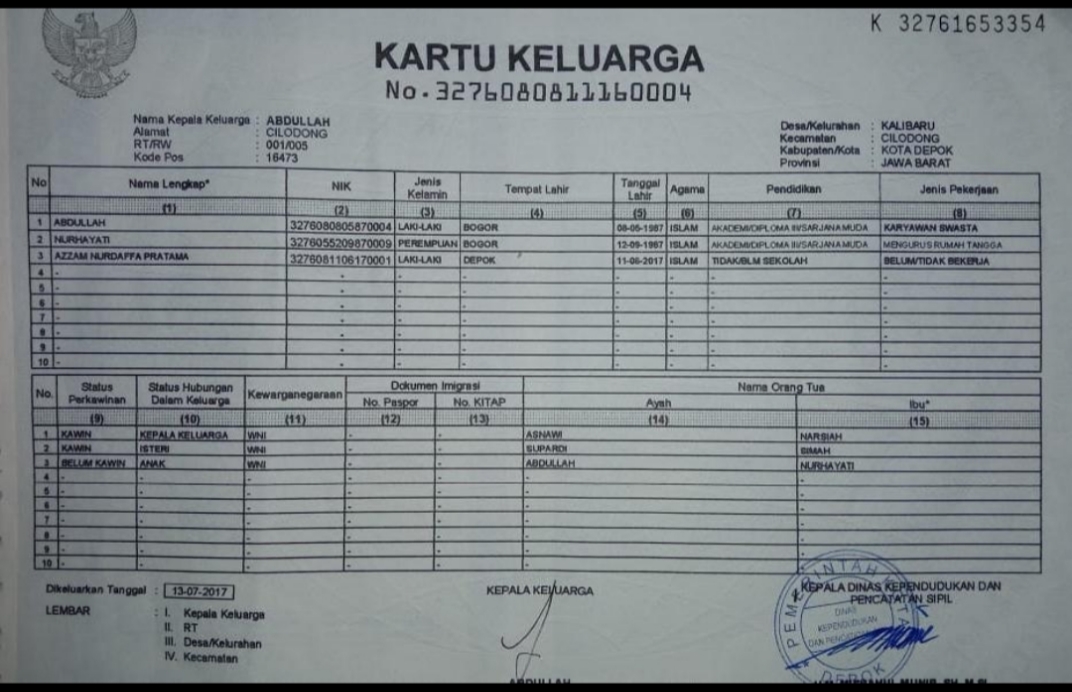 K 32761653354
KARTU KELUARGA
No.3276080811160004
Nama Kepala Keluarga : ABDULLAH
Alamat : CILODONG
RT/RW : 001/005
Kode Pos : 16473
Desa/Kelurahan : KALIBARU
Kecamatan : CILODONG
Kabupaten/Kota : KOTA DEPOK
Provinsi : JAWA BARAT
No Nama Lengkap* NIK Jenis Kelamin Tempat Lahir Tanggal Lahir Agama Pendidikan Jenis Pekerjaan
(1) (2) (3) (4) (5) (6) (7) (8)
1 ABDULLAH 3276080805870004 LAKI-LAKI BOGOR 08-05-1987 ISLAM AKADEMI/DIPLOMA III/SARJANA MUDA KARYAWAN SWASTA
2 NURHAYATI 3276055209870009 PEREMPUAN BOGOR 12-09-1987 ISLAM AKADEMI/DIPLOMA III/SARJANA MUDA MENGURUS RUMAH TANGGA
3 AZZAM NURDAFFA PRATAMA 3276081106170001 LAKI-LAKI DEPOK 11-06-2017 ISLAM TIDAK/BLM SEKOLAH BELUM/TIDAK BEKERJA
4 - - - - - - - -
5 - - - - - - - -
6 - - - - - - - -
7 - - - - - - - -
8 - - - - - - - -
9 - - - - - - - -
10 - - - - - - - -
No. Status Perkawinan Status Hubungan Dalam Keluarga Kewarganegaraan Dokumen Imigrasi Nama Orang Tua
No. Paspor No. KITAP Ayah Ibu*
(9) (10) (11) (12) (13) (14) (15)
1 KAWIN KEPALA KELUARGA WNI - - ASNAWI NARSIAH
2 KAWIN ISTERI WNI - - SUPARDI SIMAH
3 BELUM KAWIN ANAK WNI - - ABDULLAH NURHAYATI
4 - - - - - - -
5 - - - - - - -
6 - - - - - - -
7 - - - - - - -
8 - - - - - - -
9 - - - - - - -
10 - - - - - - -
Dikeluarkan Tanggal : 13-07-2017
LEMBAR : I. Kepala Keluarga
II. RT
III. Desa/Kelurahan
IV. Kecamatan
KEPALA KELUARGA
ABDULLAH
KEPALA DINAS KEPENDUDUKAN DAN
PENCATATAN SIPIL
PEMERINTAH KOTA
DINAS
KEPENDUDUKAN
DAN
DEPOK